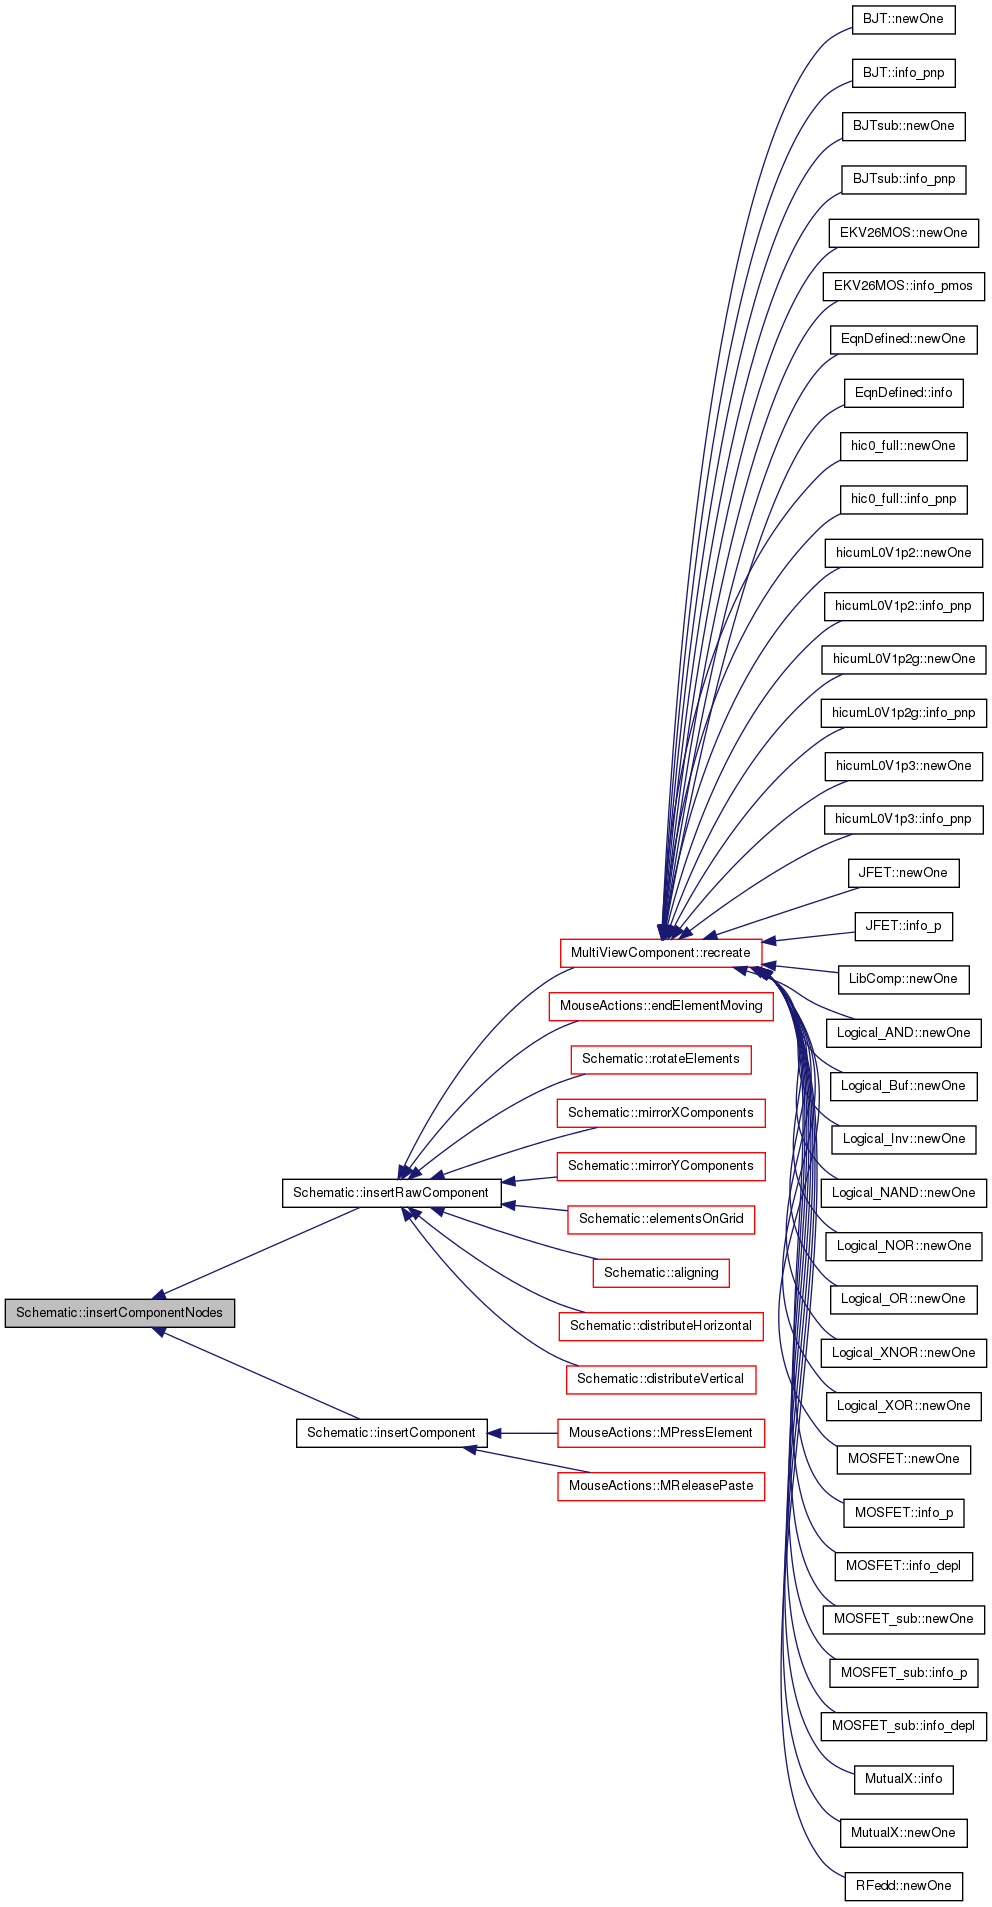 BJT::newOne
BJT::info_pnp
BJTsub::newOne
BJTsub::info_pnp
EKV26MOS::newOne
EKV26MOS::info_pmos
EqnDefined::newOne
EqnDefined::info
hic0_full::newOne
hic0_full::info_pnp
hicumL0V1p2::newOne
hicumL0V1p2::info_pnp
hicumL0V1p2g::newOne
hicumL0V1p2g::info_pnp
hicumL0V1p3::newOne
hicumL0V1p3::info_pnp
JFET::newOne
JFET::info_p
MultiViewComponent::recreate
LibComp::newOne
MouseActions::endElementMoving
Logical_AND::newOne
Schematic::rotateElements
Logical_Buf::newOne
Schematic::mirrorXComponents
Logical_Inv::newOne
Schematic::mirrorYComponents
Schematic::insertRawComponent
Logical_NAND::newOne
Schematic::elementsOnGrid
Logical_NOR::newOne
Schematic::aligning
Logical_OR::newOne
Schematic::insertComponentNodes
Schematic::distributeHorizontal
Logical_XNOR::newOne
Schematic::distributeVertical
Logical_XOR::newOne
Schematic::insertComponent
MouseActions::MPressElement
MOSFET::newOne
MouseActions::MReleasePaste
MOSFET::info_p
MOSFET::info_depl
MOSFET_sub::newOne
MOSFET_sub::info_p
MOSFET_sub::info_depl
MutualX::info
MutualX::newOne
RFedd::newOne